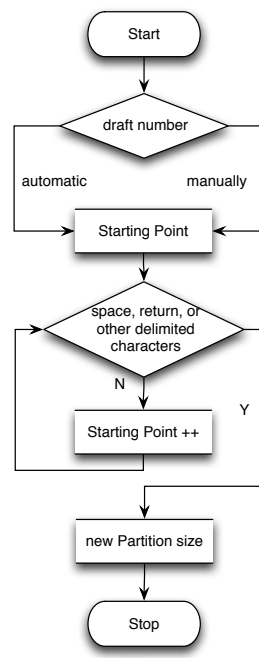 Start
draft number
automatic
manually
Starting Point
space, return, or
other delimited
characters
N
Y
Starting Point ++
new Partition size
Stop